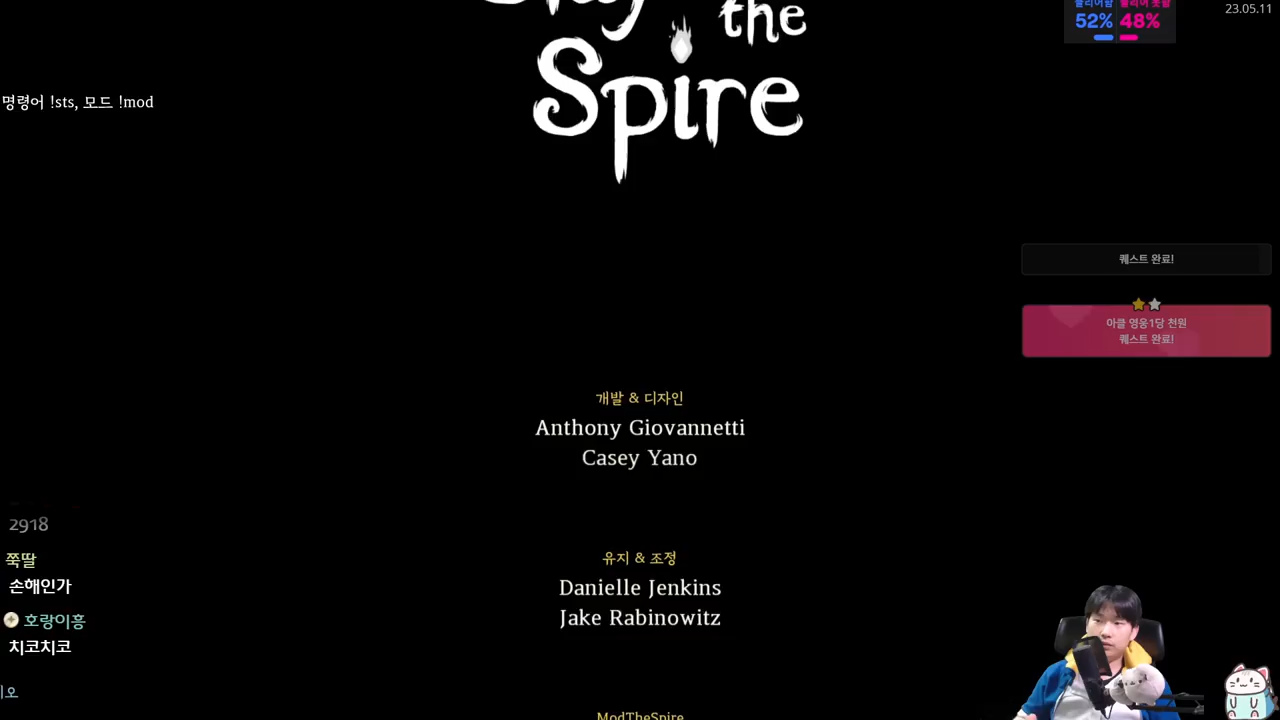 the
Spire
52% 48%
23.05.11
명령어 !sts, 모드 !mod
퀘스트 완료!
아클 영웅1당 천원
퀘스트 완료!
개발 & 디자인
Anthony Giovannetti
Casey Yano
유지 & 조정
Danielle Jenkins
Jake Rabinowitz
ModTheSpire
2918
쭉딸
손해인가
호랑이흥
치코치코